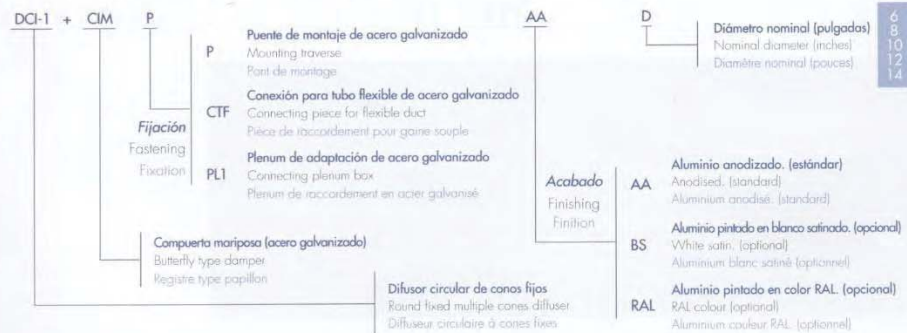 DCI-1 + CIM P AA D
Puente de montaje de acero galvanizado
P Mounting traverse
Pont de montage
Conexión para tubo flexible de acero galvanizado
CTF Connecting piece for flexible duct
Pièce de raccordement pour gaine souple
Plenum de adaptación de acero galvanizado
PL1 Connecting plenum box
Plenum de raccordement en acier galvanisé
Fijación
Fastening
Fixation
Diámetro nominal (pulgadas)
Nominal diameter (inches)
Diamètre nominal (pouces)
6
8
10
12
14
Acabado
Finishing
Finition
Aluminio anodizado. (estándar)
AA Anodised. (standard)
Aluminium anodisé. (standard)
Aluminio pintado en blanco satinado. (opcional)
BS White satin. (optional)
Aluminium blanc satiné (optionnel)
Aluminio pintado en color RAL. (opcional)
RAL RAL colour (optional)
Aluminium couleur RAL. (optionnel)
Compuerta mariposa (acero galvanizado)
Butterfly type damper
Registre type papillon
Difusor circular de conos fijos
Round fixed multiple cones diffuser
Diffuseur circulaire à cones fixes